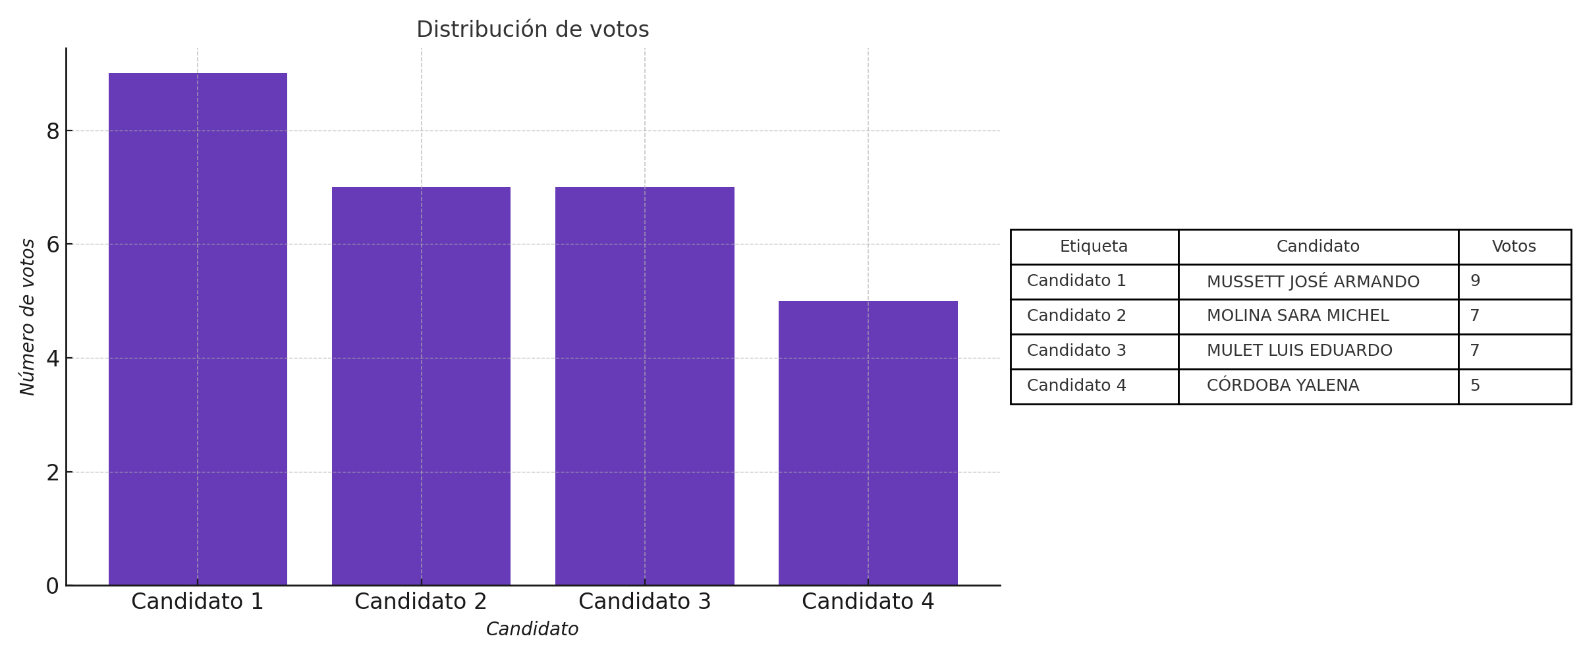 Distribución de votos
Número de votos
8
6
4
2
0
Candidato 1 Candidato 2 Candidato 3 Candidato 4
Candidato
Etiqueta Candidato Votos
Candidato 1 MUSSETT JOSÉ ARMANDO 9
Candidato 2 MOLINA SARA MICHEL 7
Candidato 3 MULET LUIS EDUARDO 7
Candidato 4 CÓRDOBA YALENA 5